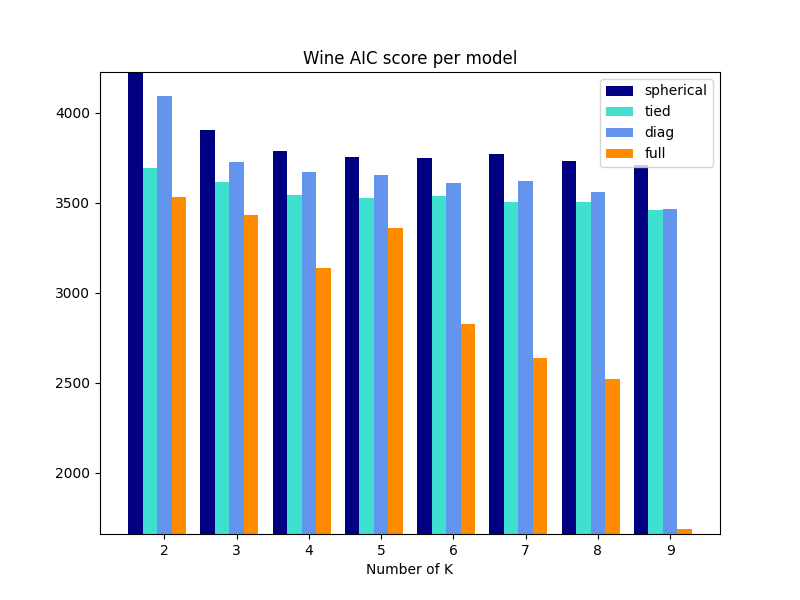 Wine AIC score per model
spherical
tied
diag
full
4000
3500
3000
2500
2000
2 3 4 5 6 7 8 9
Number of K